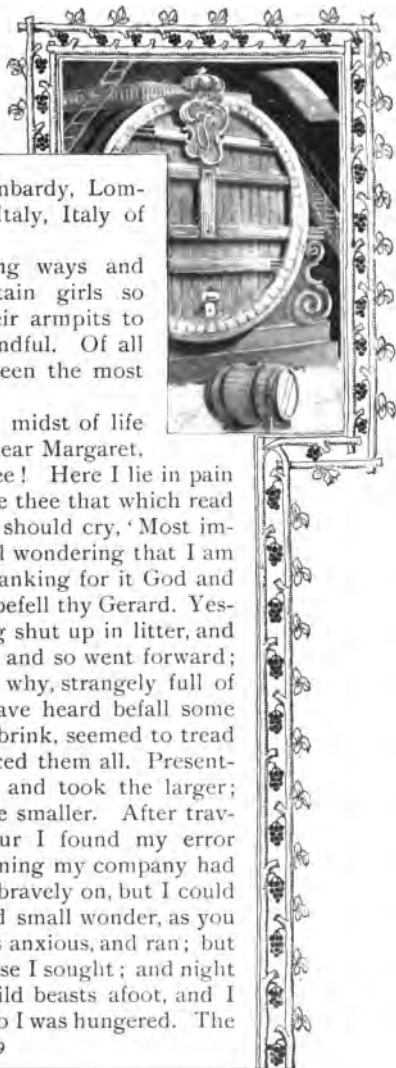 nbardy, Lom-
Italy, Italy of
ng ways and
tain girls so
eir armpits to
ndful. Of all
een the most
midst of life
ear Margaret,
ee! Here I lie in pain
e thee that which read
should cry, ‘Most im-
l wondering that I am
anking for it God and
befell thy Gerard. Yes-
g shut up in litter, and
and so went forward;
why, strangely full of
ave heard befall some
brink, seemed to tread
ced them all. Present-
and took the larger;
e smaller. After trav-
ur I found my error
ning my company had
bravely on, but I could
d small wonder, as you
s anxious, and ran; but
se I sought; and night
ild beasts afoot, and I
o I was hungered. The
9